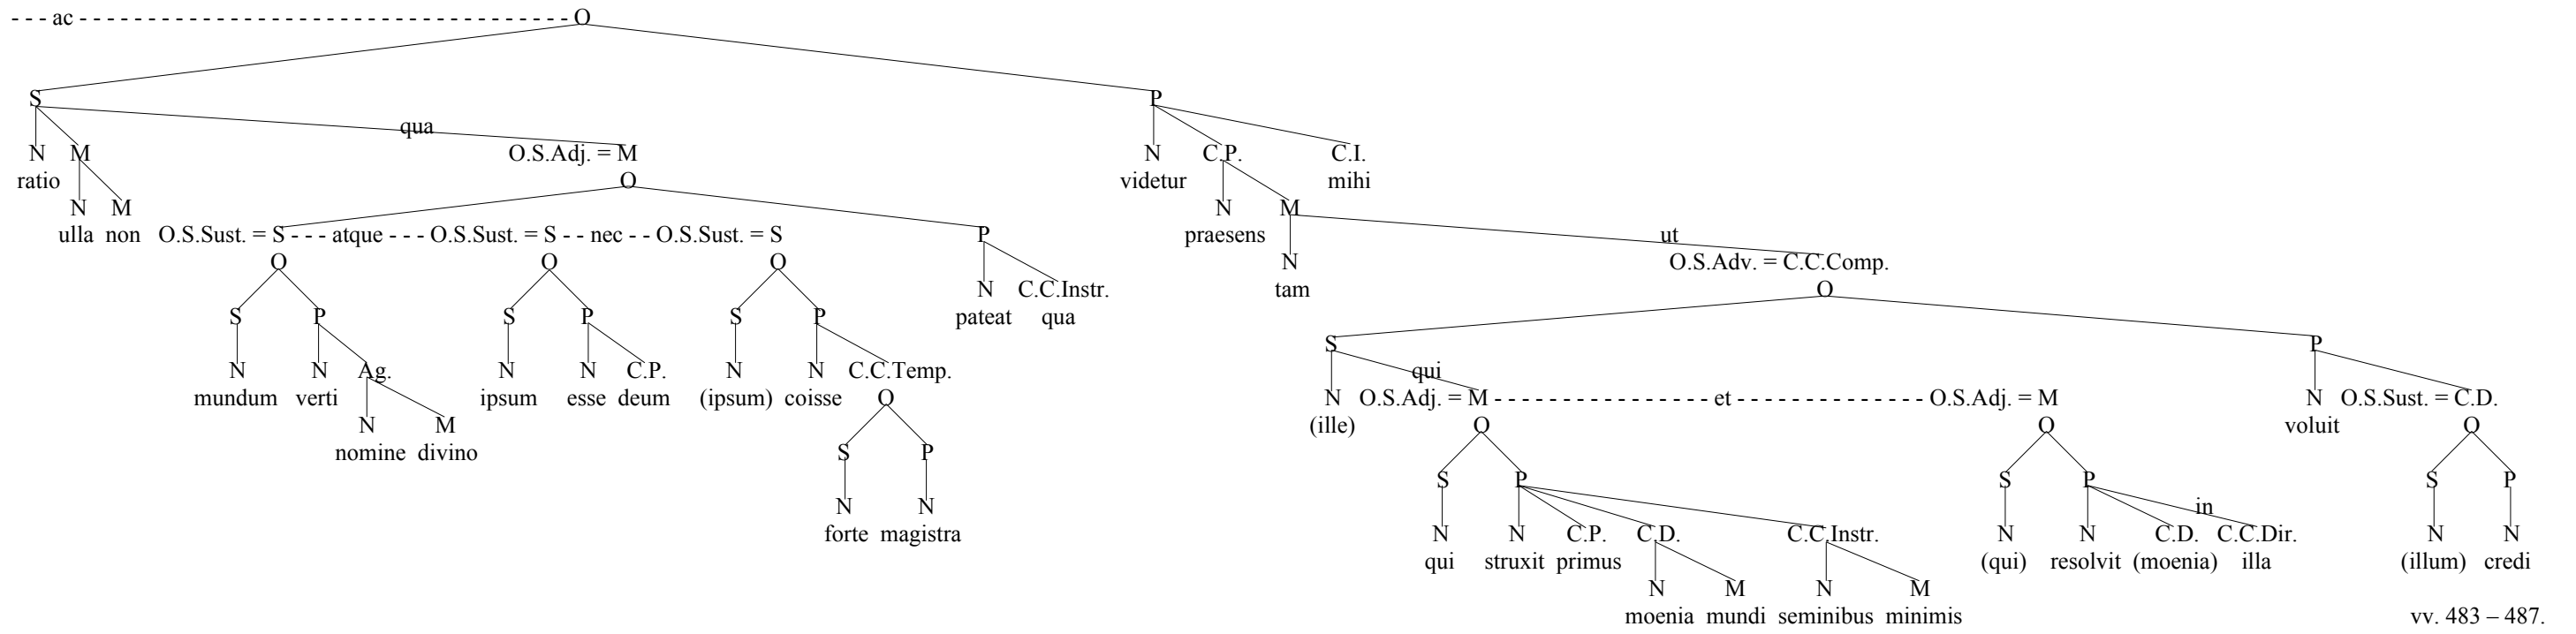 - - - ac - - - - - - - - - - - - - - - - - - - - - - - - - - - - - - - - - - - - O
S P
qua
N M O.S.Adj. = M N C.P. C.I.
ratio O videtur mihi
N M N M
ulla non O.S.Sust. = S - - - atque - - - O.S.Sust. = S - - nec - - O.S.Sust. = S P praesens ut
O O O N O.S.Adv. = C.C.Comp.
N C.C.Instr. tam O
S P S P S P pateat qua
S P
N N Ag. N N C.P. N N C.C.Temp. qui
mundum verti ipsum esse deum (ipsum) coisse O N O.S.Adj. = M - - - - - - - - - - - - - - - - et - - - - - - - - - - - - - - O.S.Adj. = M N O.S.Sust. = C.D.
N M (ille) O O voluit O
nomine divino S P
S P S P S P
N N in
forte magistra N N C.P. C.D. C.C.Instr. N N C.D. C.C.Dir. N N
qui struxit primus (qui) resolvit (moenia) illa (illum) credi
N M N M
moenia mundi seminibus minimis vv. 483 – 487.